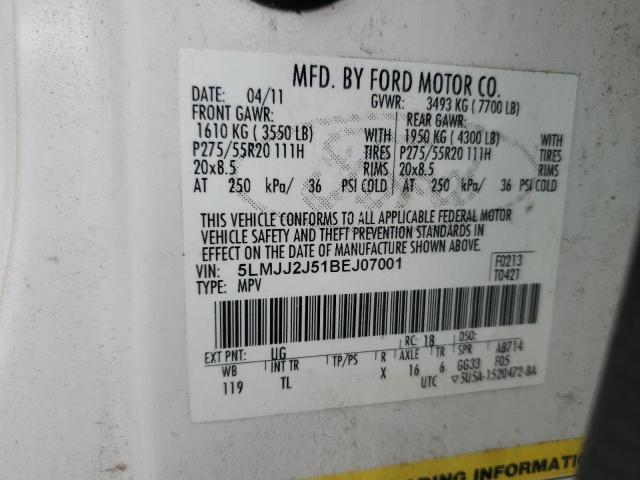 MFD. BY FORD MOTOR CO.
DATE: 04/11 GVWR: 3493 KG ( 7700 LB)
FRONT GAWR: REAR GAWR:
1610 KG ( 3550 LB) WITH 1950 KG ( 4300 LB) WITH
P275/55R20 111H TIRES P275/55R20 111H TIRES
20x8.5 RIMS 20x8.5 RIMS
AT 250 kPa/ 36 PSI COLD AT 250 kPa/ 36 PSI COLD
THIS VEHICLE CONFORMS TO ALL APPLICABLE FEDERAL MOTOR
VEHICLE SAFETY AND THEFT PREVENTION STANDARDS IN
EFFECT ON THE DATE OF MANUFACTURE SHOWN ABOVE.
VIN: 5LMJJ2J51BEJ07001 F0213
TYPE: MPV T0421
EXT PNT: UG RC: 18 DSO:
WB INT TR TP/PS R AXLE TR SPR AB714
119 TL X 16 6 GG33 F05
UTC ▽5U5A-1520472-BA
INFORMATION